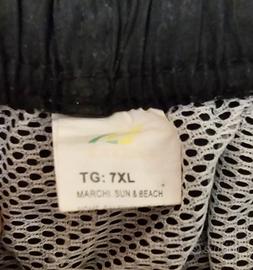 TG: 7XL
MARCHI, SUN & BEACH